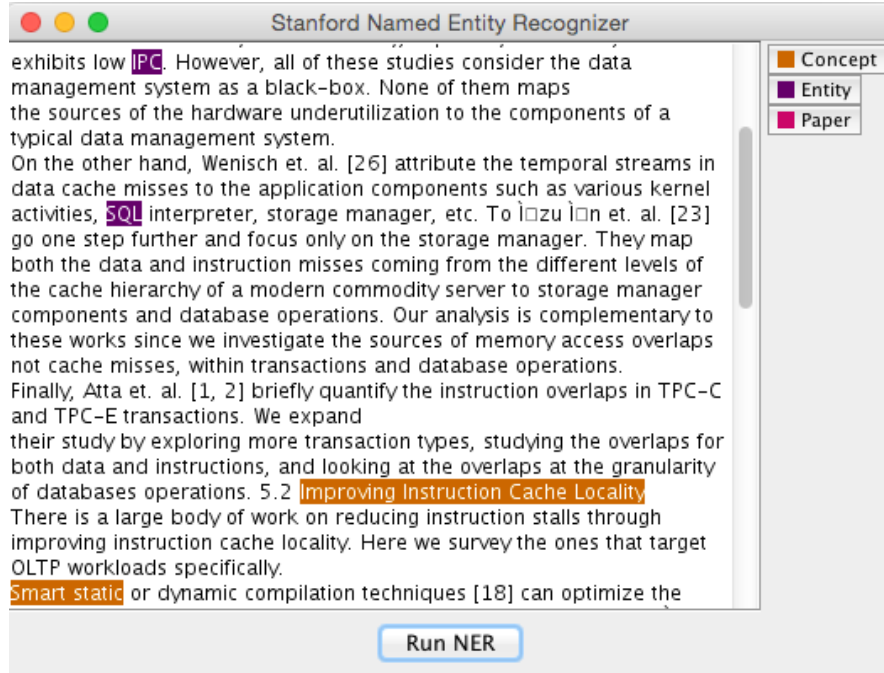 Stanford Named Entity Recognizer
exhibits low IPC. However, all of these studies consider the data
management system as a black-box. None of them maps
the sources of the hardware underutilization to the components of a
typical data management system.
On the other hand, Wenisch et. al. [26] attribute the temporal streams in
data cache misses to the application components such as various kernel
activities, SQL interpreter, storage manager, etc. To Ì□zu Ì□n et. al. [23]
go one step further and focus only on the storage manager. They map
both the data and instruction misses coming from the different levels of
the cache hierarchy of a modern commodity server to storage manager
components and database operations. Our analysis is complementary to
these works since we investigate the sources of memory access overlaps
not cache misses, within transactions and database operations.
Finally, Atta et. al. [1, 2] briefly quantify the instruction overlaps in TPC-C
and TPC-E transactions. We expand
their study by exploring more transaction types, studying the overlaps for
both data and instructions, and looking at the overlaps at the granularity
of databases operations. 5.2 Improving Instruction Cache Locality
There is a large body of work on reducing instruction stalls through
improving instruction cache locality. Here we survey the ones that target
OLTP workloads specifically.
Smart static or dynamic compilation techniques [18] can optimize the
Concept
Entity
Paper
Run NER